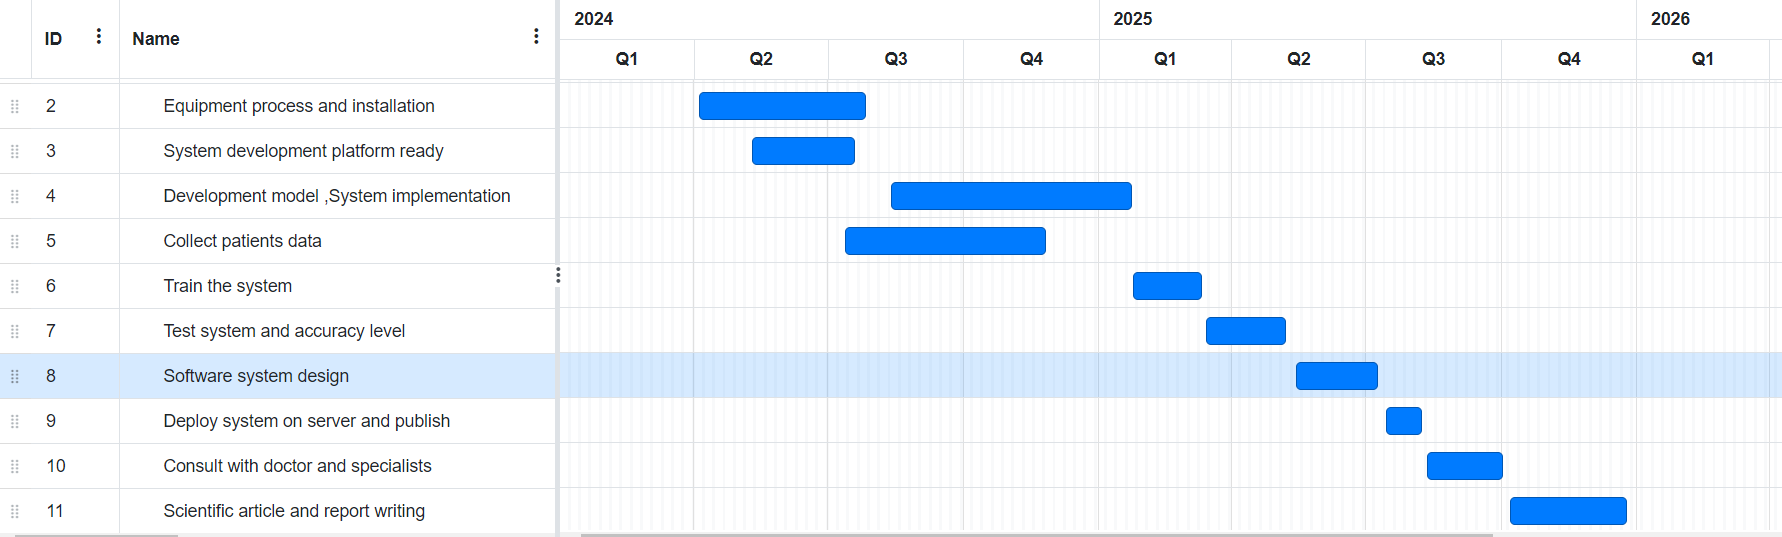 ID Name 2024 2025 2026
Q1 Q2 Q3 Q4 Q1 Q2 Q3 Q4 Q1
2 Equipment process and installation
3 System development platform ready
4 Development model ,System implementation
5 Collect patients data
6 Train the system
7 Test system and accuracy level
8 Software system design
9 Deploy system on server and publish
10 Consult with doctor and specialists
11 Scientific article and report writing